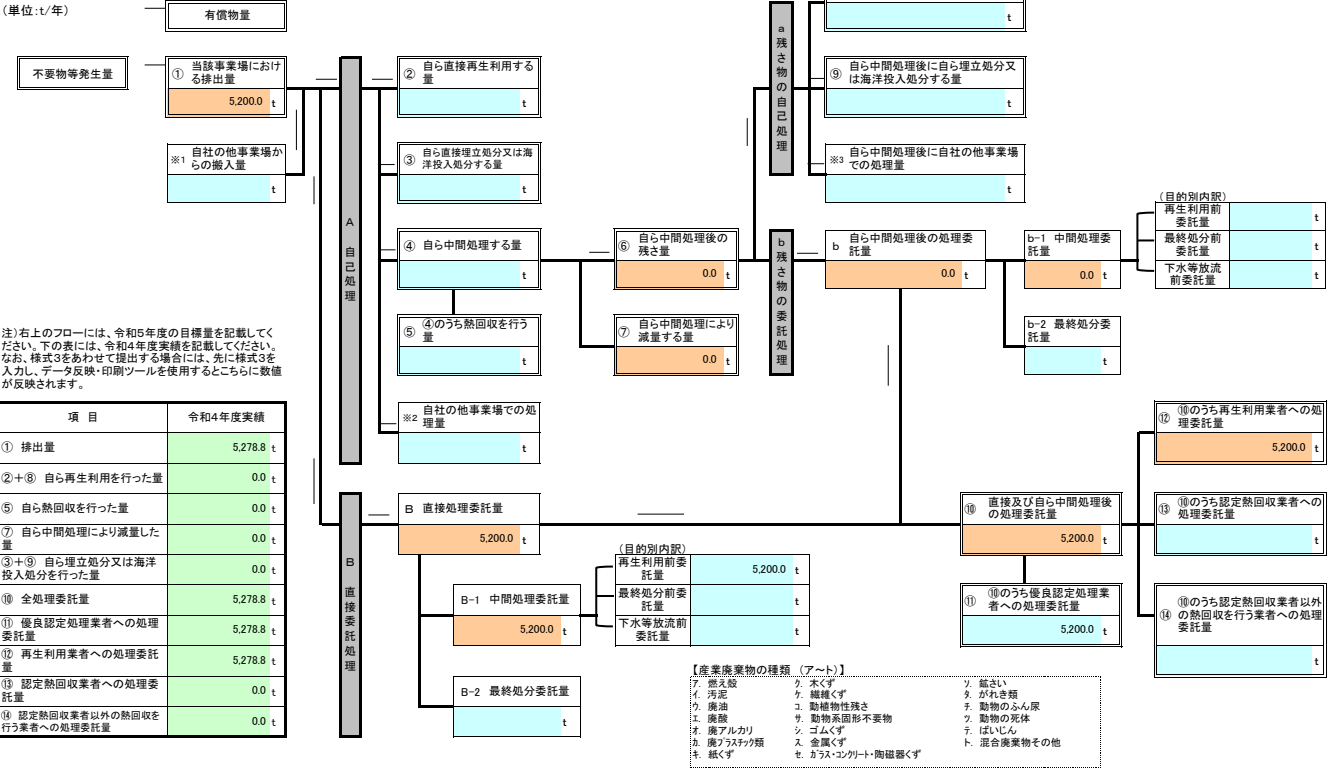 (単位:t/年)
有償物量
不要物等発生量
① 当該事業場におけ
る排出量
5,200.0 t
※1 自社の他事業場か
らの搬入量
t
A 自己処理
② 自ら直接再生利用する
量
t
③ 自ら直接埋立処分又は海
洋投入処分する量
t
④ 自ら中間処理する量
t
⑤ ④のうち熱回収を行う
量
t
※2 自社の他事業場での処
理量
t
⑥ 自ら中間処理後の
残さ量
0.0 t
⑦ 自ら中間処理により
減量する量
0.0 t
a 残さ物の自己処理
t
⑨ 自ら中間処理後に自ら埋立処分又
は海洋投入処分する量
t
※3 自ら中間処理後に自社の他事業場
での処理量
t
b 残さ物の委託処理
b 自ら中間処理後の処理委
託量
0.0 t
b-1 中間処理委
託量
0.0 t
(目的別内訳)
再生利用前
委託量
t
最終処分前
委託量
t
下水等放流
前委託量
t
b-2 最終処分委
託量
t
注)右上のフローには、令和5年度の目標量を記載してく
ださい。下の表には、令和4年度実績を記載してください。
なお、様式3をあわせて提出する場合には、先に様式3を
入力し、データ反映・印刷ツールを使用するとこちらに数値
が反映されます。
項 目 令和4年度実績
① 排出量 5,278.8 t
②+⑧ 自ら再生利用を行った量 0.0 t
⑤ 自ら熱回収を行った量 0.0 t
⑦ 自ら中間処理により減量した
量 0.0 t
③+⑨ 自ら埋立処分又は海洋
投入処分を行った量 0.0 t
⑩ 全処理委託量 5,278.8 t
⑪ 優良認定処理業者への処理
委託量 5,278.8 t
⑫ 再生利用業者への処理委託
量 5,278.8 t
⑬ 認定熱回収業者への処理委
託量 0.0 t
⑭ 認定熱回収業者以外の熱回収を
行う業者への処理委託量 0.0 t
B 直接委託処理
B 直接処理委託量
5,200.0 t
B-1 中間処理委託量
5,200.0 t
(目的別内訳)
再生利用前委
託量
5,200.0 t
最終処分前委
託量
t
下水等放流前
委託量
t
B-2 最終処分委託量
t
⑩ 直接及び自ら中間処理後
の処理委託量
5,200.0 t
⑪ ⑩のうち優良認定処理業
者への処理委託量
5,200.0 t
⑫ ⑩のうち再生利用業者への処
理委託量
5,200.0 t
⑬ ⑩のうち認定熱回収業者への
処理委託量
t
⑭ ⑩のうち認定熱回収業者以外
の熱回収を行う業者への処理
委託量
t
【産業廃棄物の種類 (ア~ト)】
ア. 燃え殻 ク. 木くず ソ. 鉱さい
イ. 汚泥 ケ. 繊維くず タ. がれき類
ウ. 廃油 コ. 動植物性残さ チ. 動物のふん尿
エ. 廃酸 サ. 動物系固形不要物 ツ. 動物の死体
オ. 廃アルカリ シ. ゴムくず テ. ばいじん
カ. 廃プラスチック類 ス. 金属くず ト. 混合廃棄物その他
キ. 紙くず セ. ガラス・コンクリート・陶磁器くず